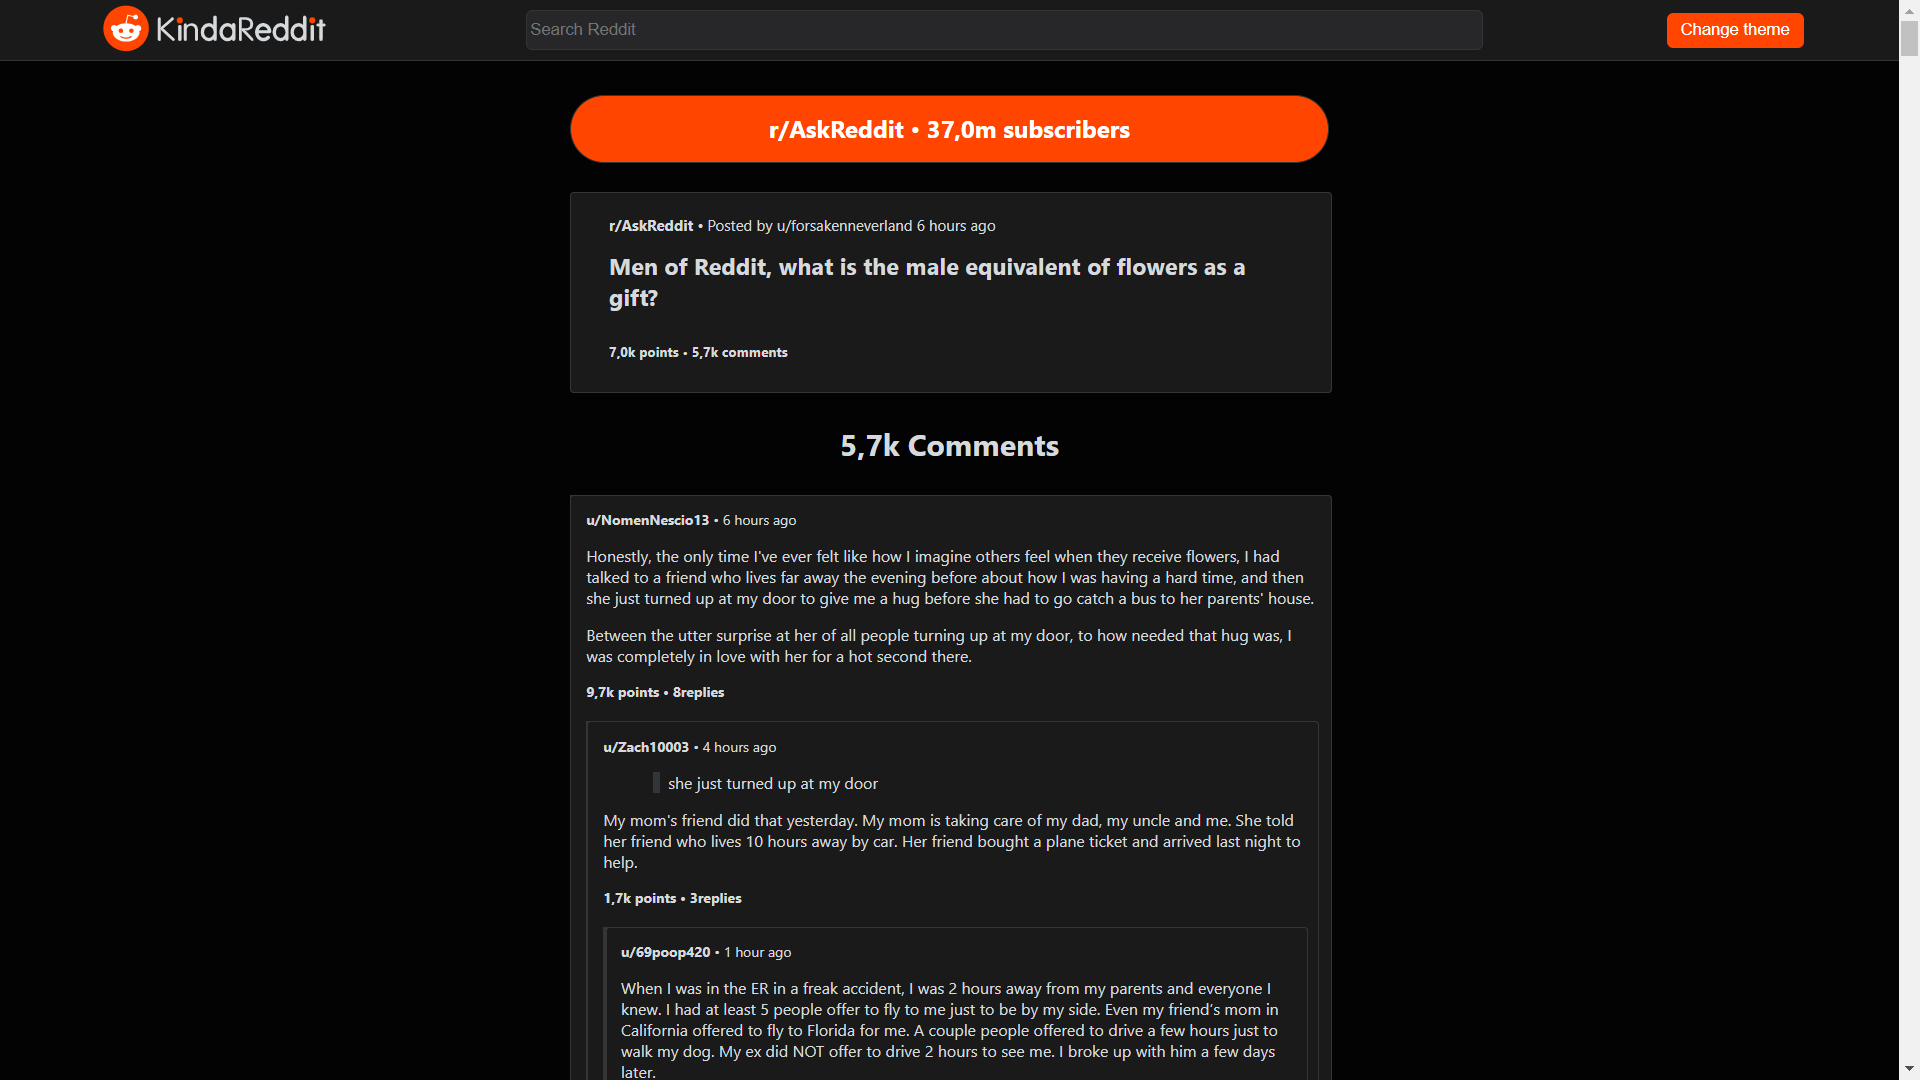 KindaReddit
Search Reddit
Change theme
r/AskReddit • 37,0m subscribers
r/AskReddit • Posted by u/forsakenneverland 6 hours ago
Men of Reddit, what is the male equivalent of flowers as a
gift?
7,0k points • 5,7k comments
5,7k Comments
u/NomenNescio13 • 6 hours ago
Honestly, the only time I've ever felt like how I imagine others feel when they receive flowers, I had
talked to a friend who lives far away the evening before about how I was having a hard time, and then
she just turned up at my door to give me a hug before she had to go catch a bus to her parents' house.
Between the utter surprise at her of all people turning up at my door, to how needed that hug was, I
was completely in love with her for a hot second there.
9,7k points • 8replies
u/Zach10003 • 4 hours ago
she just turned up at my door
My mom's friend did that yesterday. My mom is taking care of my dad, my uncle and me. She told
her friend who lives 10 hours away by car. Her friend bought a plane ticket and arrived last night to
help.
1,7k points • 3replies
u/69poop420 • 1 hour ago
When I was in the ER in a freak accident, I was 2 hours away from my parents and everyone I
knew. I had at least 5 people offer to fly to me just to be by my side. Even my friend’s mom in
California offered to fly to Florida for me. A couple people offered to drive a few hours just to
walk my dog. My ex did NOT offer to drive 2 hours to see me. I broke up with him a few days
later.